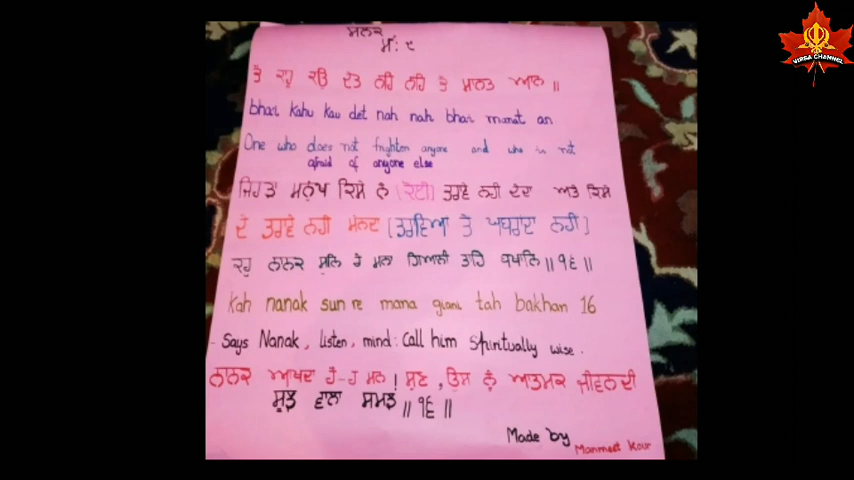 ਸਲੋਕ
ਮਂ: ੯
ਭੈ ਕਹੂ ਕਉ ਦੇਤ ਨਹਿ ਨਹਿ ਭੈ ਮਾਨਤ ਆਨ ॥
bhai kahu kau det nah nah bhai manat an
One who does not frighten anyone and who is not
afraid of anyone else
ਜਿਹੜਾ ਮਨੁੱਖ ਕਿਸੇ ਨੂੰ (ਕੋਈ) ਡਰਾਵੇ ਨਹੀਂ ਦੇਂਦਾ ਅਤੇ ਕਿਸੇ
ਦੇ ਡਰਾਵੇ ਨਹੀਂ ਮੰਨਦਾ (ਡਰਾਵਿਆਂ ਤੋਂ ਘਬਰਾਂਦਾ ਨਹੀਂ)
ਕਹੁ ਨਾਨਕ ਸੁਨਿ ਰੇ ਮਨਾ ਗਿਆਨੀ ਤਾਹਿ ਬਖਾਨਿ ॥੧੬॥
Kah nanak sun re mana giani tah bakhan 16
- Says Nanak, listen, mind: Call him spiritually wise.
ਨਾਨਕ ਆਖਦਾ ਹੈ-ਹੇ ਮਨ! ਸੁਣ, ਉਸ ਨੂੰ ਆਤਮਕ ਜੀਵਨ ਦੀ
ਸੂਝ ਵਾਲਾ ਸਮਝ ॥੧੬॥
Made by
Manmeet Kour
VIRSA CHANNEL